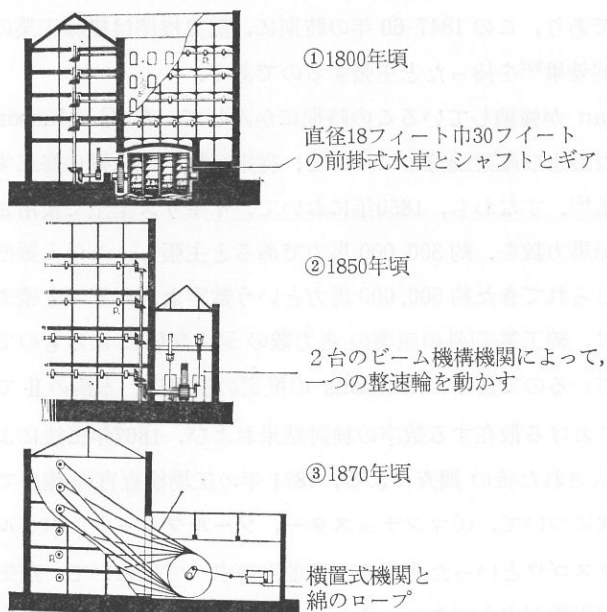 ①1800年頃
直径18フィート巾30フイート
の前掛式水車とシャフトとギア
②1850年頃
2台のビーム機構機関によって，
一つの整速輪を動かす
③1870年頃
横置式機関と
綿のロープ